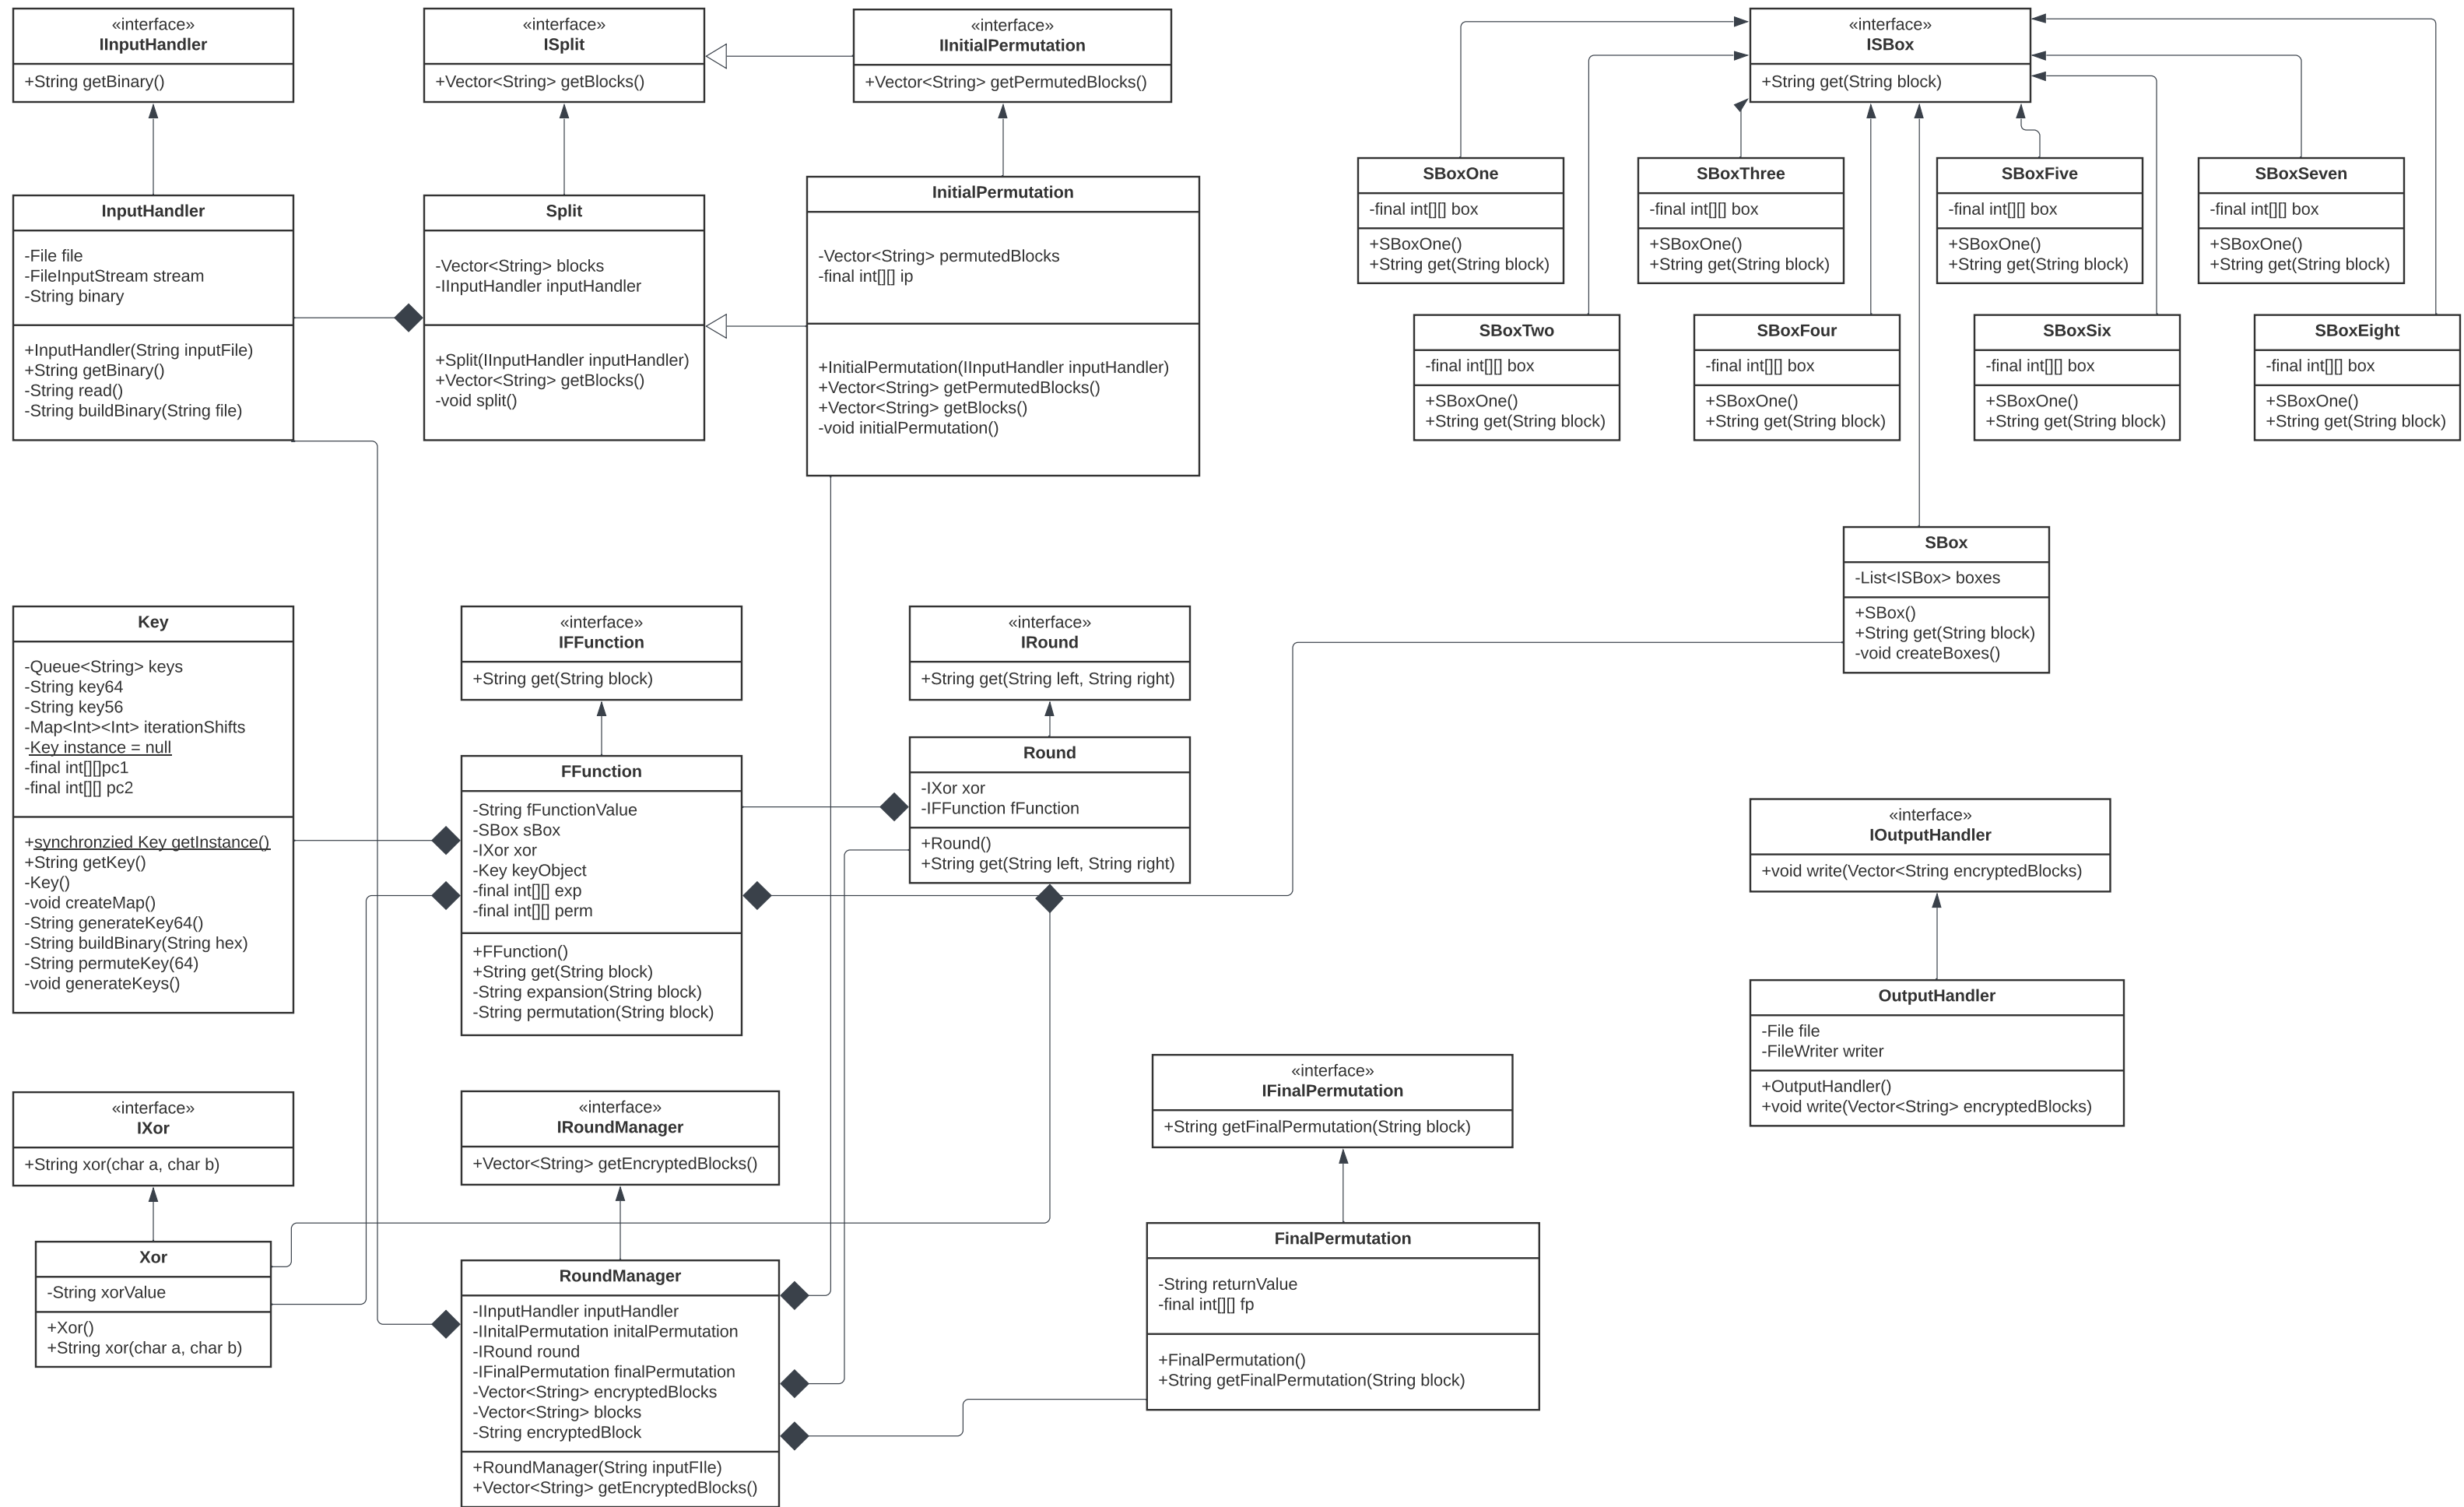 «interface»
IInputHandler
+String getBinary()
«interface»
ISplit
+Vector<String> getBlocks()
«interface»
IInitialPermutation
+Vector<String> getPermutedBlocks()
«interface»
ISBox
+String get(String block)
InputHandler
-File file
-FileInputStream stream
-String binary
+InputHandler(String inputFile)
+String getBinary()
-String read()
-String buildBinary(String file)
Split
-Vector<String> blocks
-IInputHandler inputHandler
+Split(IInputHandler inputHandler)
+Vector<String> getBlocks()
-void split()
InitialPermutation
-Vector<String> permutedBlocks
-final int[][] ip
+InitialPermutation(IInputHandler inputHandler)
+Vector<String> getPermutedBlocks()
+Vector<String> getBlocks()
-void initialPermutation()
SBoxOne
-final int[][] box
+SBoxOne()
+String get(String block)
SBoxThree
-final int[][] box
+SBoxOne()
+String get(String block)
SBoxFive
-final int[][] box
+SBoxOne()
+String get(String block)
SBoxSeven
-final int[][] box
+SBoxOne()
+String get(String block)
SBoxTwo
-final int[][] box
+SBoxOne()
+String get(String block)
SBoxFour
-final int[][] box
+SBoxOne()
+String get(String block)
SBoxSix
-final int[][] box
+SBoxOne()
+String get(String block)
SBoxEight
-final int[][] box
+SBoxOne()
+String get(String block)
SBox
-List<ISBox> boxes
+SBox()
+String get(String block)
-void createBoxes()
Key
-Queue<String> keys
-String key64
-String key56
-Map<Int><Int> iterationShifts
-Key instance = null
-final int[][]pc1
-final int[][] pc2
+synchronzied Key getInstance()
+String getKey()
-Key()
-void createMap()
-String generateKey64()
-String buildBinary(String hex)
-String permuteKey(64)
-void generateKeys()
«interface»
IFFunction
+String get(String block)
«interface»
IRound
+String get(String left, String right)
FFunction
-String fFunctionValue
-SBox sBox
-IXor xor
-Key keyObject
-final int[][] exp
-final int[][] perm
+FFunction()
+String get(String block)
-String expansion(String block)
-String permutation(String block)
Round
-IXor xor
-IFFunction fFunction
+Round()
+String get(String left, String right)
«interface»
IOutputHandler
+void write(Vector<String encryptedBlocks)
OutputHandler
-File file
-FileWriter writer
+OutputHandler()
+void write(Vector<String> encryptedBlocks)
«interface»
IXor
+String xor(char a, char b)
«interface»
IRoundManager
+Vector<String> getEncryptedBlocks()
«interface»
IFinalPermutation
+String getFinalPermutation(String block)
Xor
-String xorValue
+Xor()
+String xor(char a, char b)
RoundManager
-IInputHandler inputHandler
-IInitalPermutation initalPermutation
-IRound round
-IFinalPermutation finalPermutation
-Vector<String> encryptedBlocks
-Vector<String> blocks
-String encryptedBlock
+RoundManager(String inputFIle)
+Vector<String> getEncryptedBlocks()
FinalPermutation
-String returnValue
-final int[][] fp
+FinalPermutation()
+String getFinalPermutation(String block)